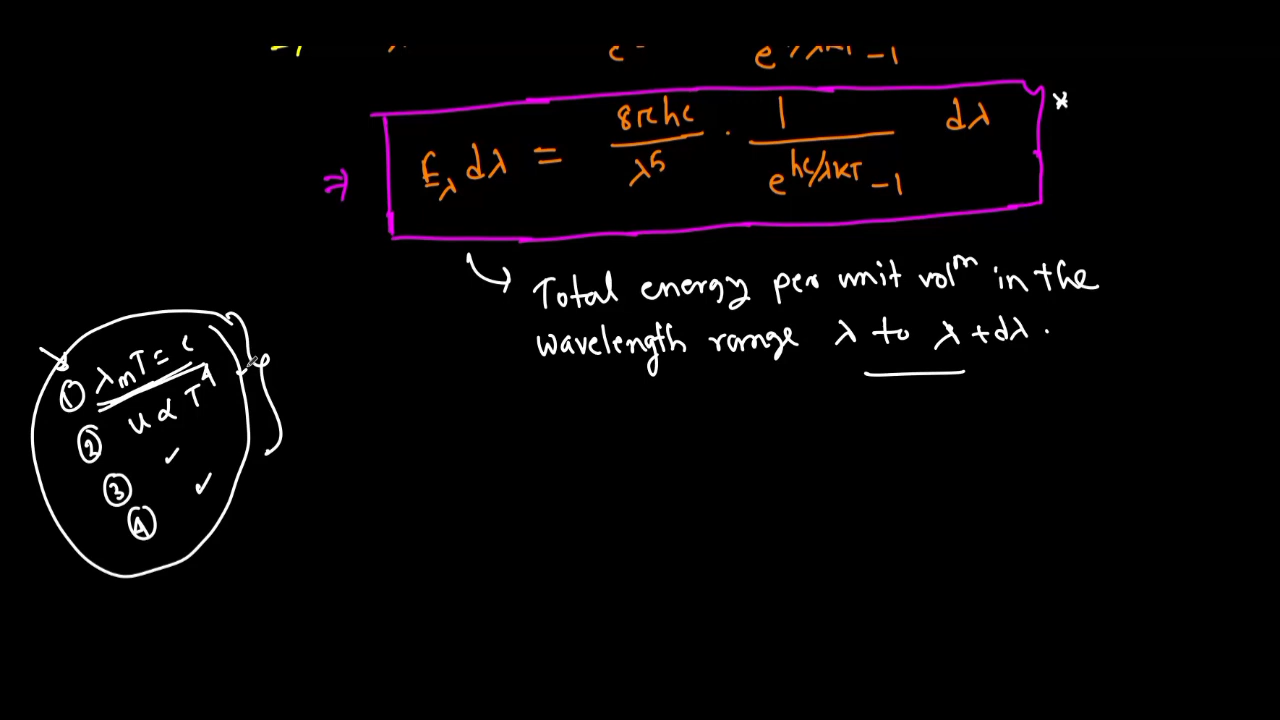 ⇒ E_λ dλ = 8πhc/λ⁵ · 1/(e^{hc/λKT} −1) dλ *
Total energy per unit volᵐ in the
wavelength range λ to λ + dλ .
① λₘT = c
② u ∝ T⁴
③ ✓
④ ✓